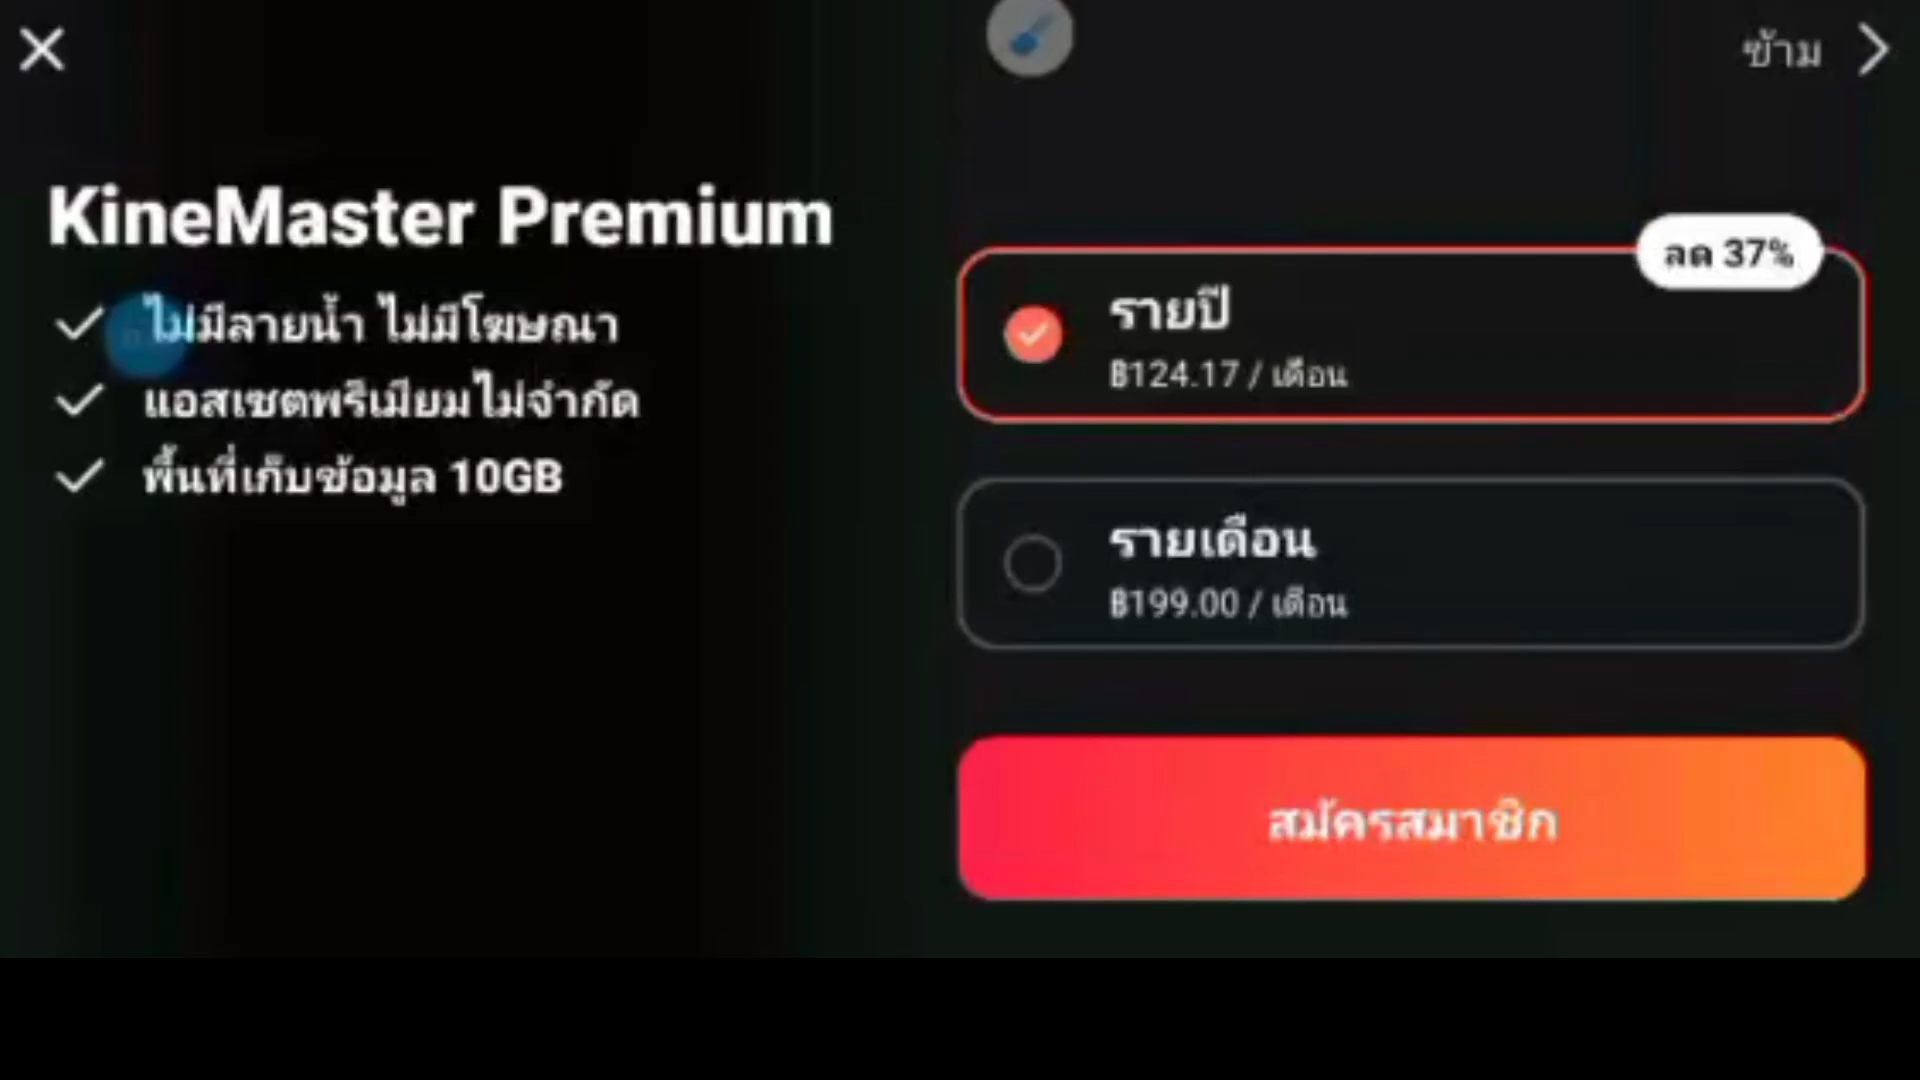 ข้าม
KineMaster Premium
ไม่มีลายน้ำ ไม่มีโฆษณา
แอสเซตพรีเมียมไม่จำกัด
พื้นที่เก็บข้อมูล 10GB
ลด 37%
รายปี
฿124.17 / เดือน
รายเดือน
฿199.00 / เดือน
สมัครสมาชิก